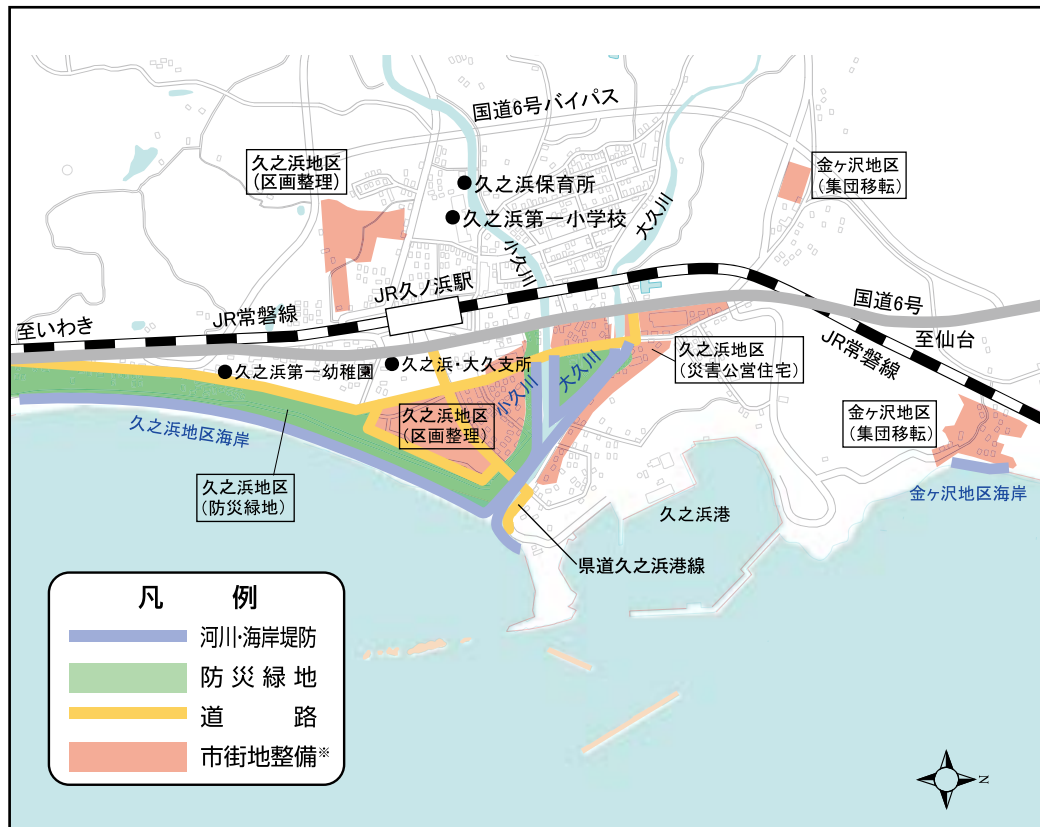 国道6号バイパス
久之浜地区
(区画整理)
金ヶ沢地区
(集団移転)
久之浜保育所
久之浜第一小学校
大久川
小久川
JR久ノ浜駅
国道6号
至いわき
JR常磐線
至仙台
JR常磐線
久之浜第一幼稚園
久之浜・大久支所
久之浜地区
(災害公営住宅)
大久川
小久川
久之浜地区
(区画整理)
金ヶ沢地区
(集団移転)
久之浜地区海岸
久之浜地区
(防災緑地)
金ヶ沢地区海岸
久之浜港
県道久之浜港線
凡 例
河川・海岸堤防
防災緑地
道 路
市街地整備※
N